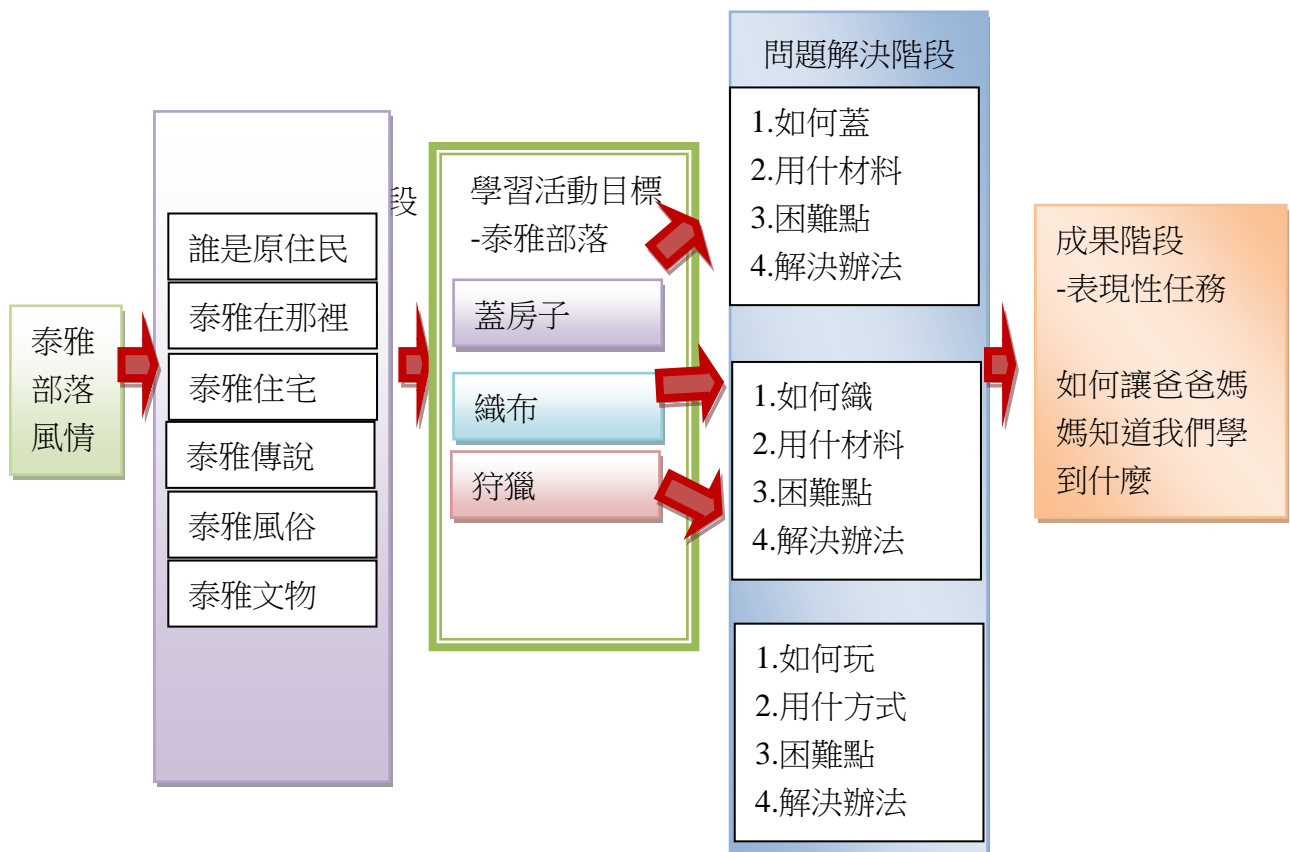 泰雅
部落
風情
段
誰是原住民
泰雅在那裡
泰雅住宅
泰雅傳說
泰雅風俗
泰雅文物
學習活動目標
-泰雅部落
蓋房子
織布
狩獵
問題解決階段
1.如何蓋
2.用什材料
3.困難點
4.解決辦法
1.如何織
2.用什材料
3.困難點
4.解決辦法
1.如何玩
2.用什方式
3.困難點
4.解決辦法
成果階段
-表現性任務
如何讓爸爸媽
媽知道我們學
到什麼